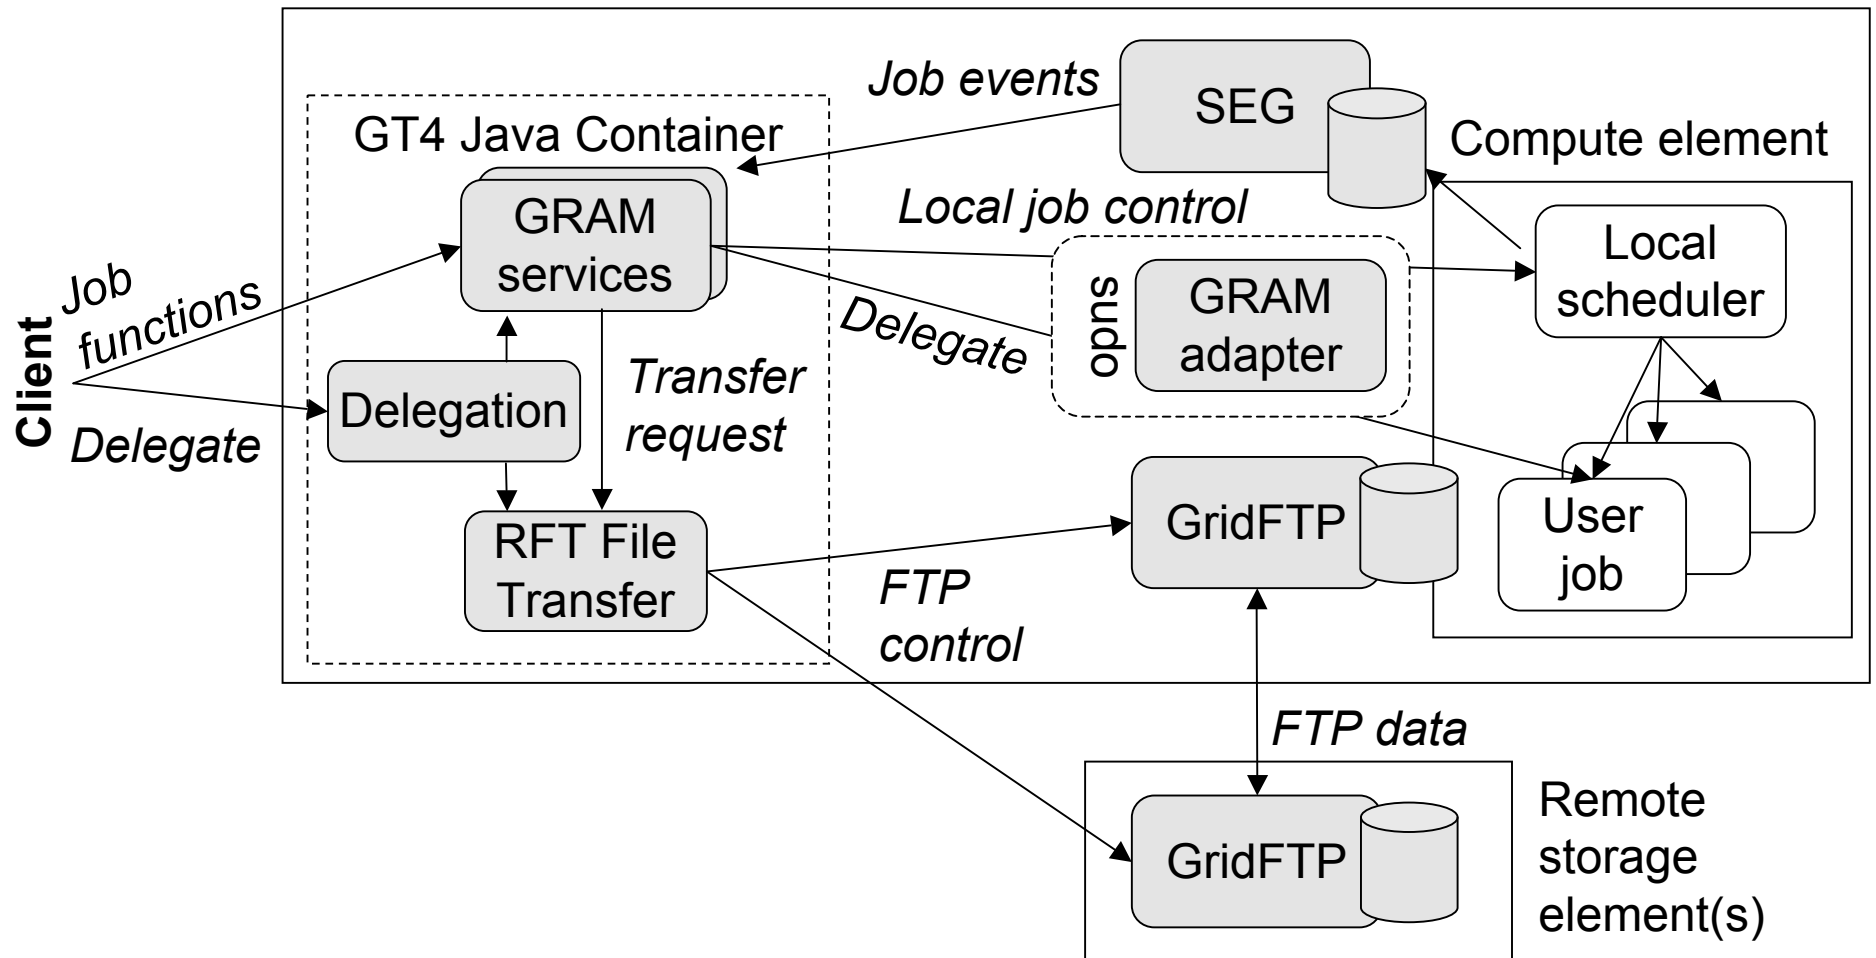 Client
Job
functions
Delegate
GT4 Java Container
GRAM
services
Delegation
Transfer
request
RFT File
Transfer
Job events
SEG
Local job control
Delegate
sudo
GRAM
adapter
Compute element
Local
scheduler
User
job
GridFTP
FTP
control
FTP data
GridFTP
Remote
storage
element(s)